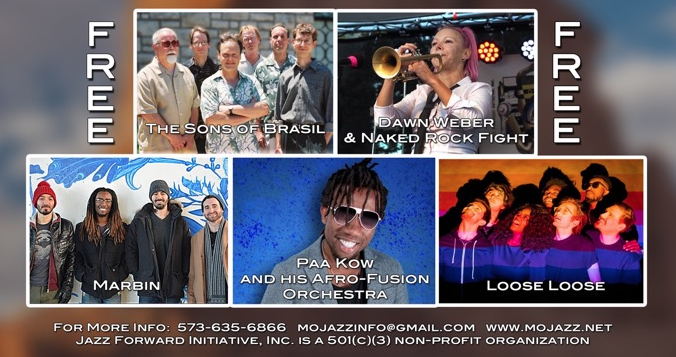 FREE
FREE
The Sons of Brasil
Dawn Weber
& Naked Rock Fight
Marbin
Paa Kow
and his Afro-Fusion
Orchestra
Loose Loose
For More Info: 573-635-6866 mojazzinfo@gmail.com www.mojazz.net
Jazz Forward Initiative, Inc. is a 501(c)(3) non-profit organization